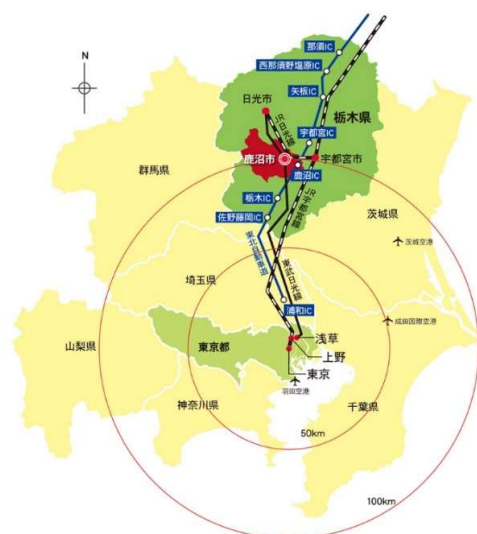 那須IC
N
西那須野塩原IC
矢板IC
日光市
栃木県
JR日光線
宇都宮IC
鹿沼市
宇都宮市
群馬県
鹿沼IC
栃木IC
JR宇都宮線
佐野藤岡IC
茨城県
東北自動車道
東武日光線
茨城空港
埼玉県
浦和IC
成田国際空港
山梨県
東京都
浅草
上野
東京
羽田空港
神奈川県
千葉県
50km
100km